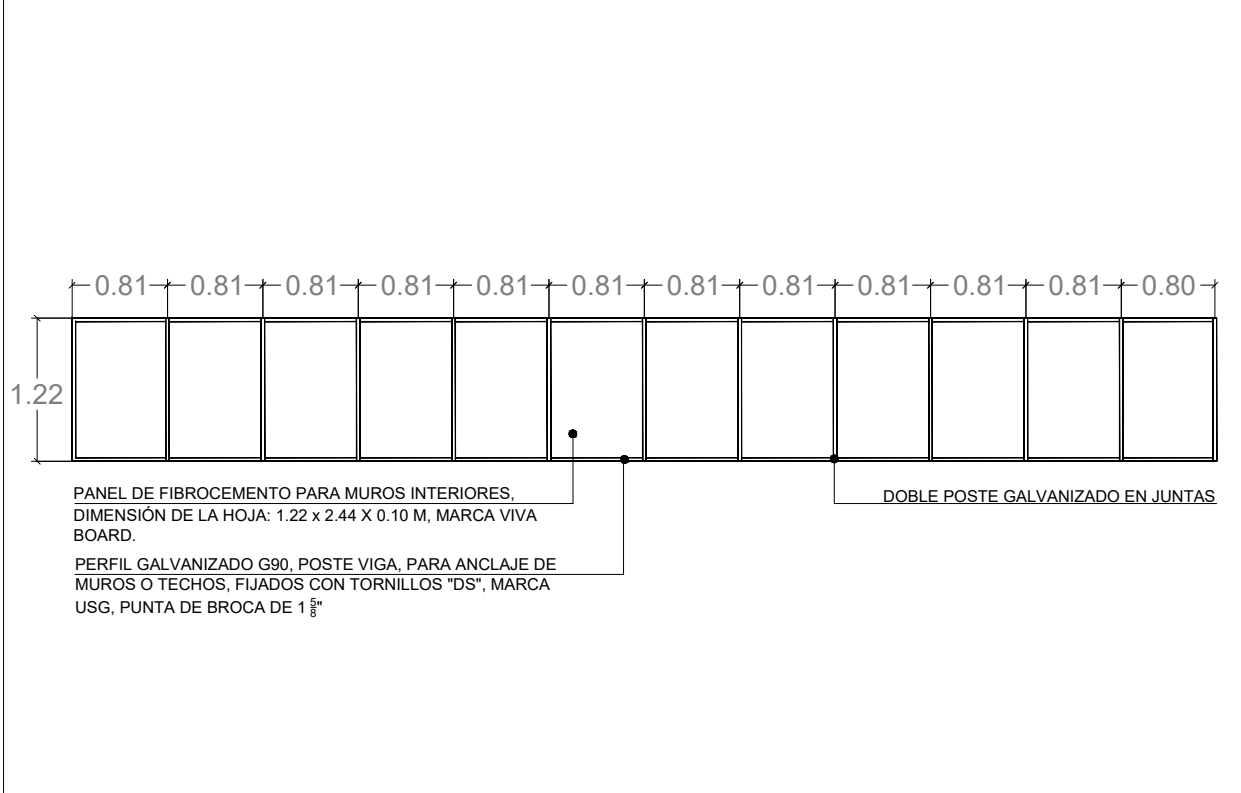 0.81 0.81 0.81 0.81 0.81 0.81 0.81 0.81 0.81 0.81 0.81 0.80
1.22
PANEL DE FIBROCEMENTO PARA MUROS INTERIORES,
DIMENSIÓN DE LA HOJA: 1.22 x 2.44 X 0.10 M, MARCA VIVA
BOARD.
PERFIL GALVANIZADO G90, POSTE VIGA, PARA ANCLAJE DE
MUROS O TECHOS, FIJADOS CON TORNILLOS "DS", MARCA
USG, PUNTA DE BROCA DE 1 5/8"
DOBLE POSTE GALVANIZADO EN JUNTAS